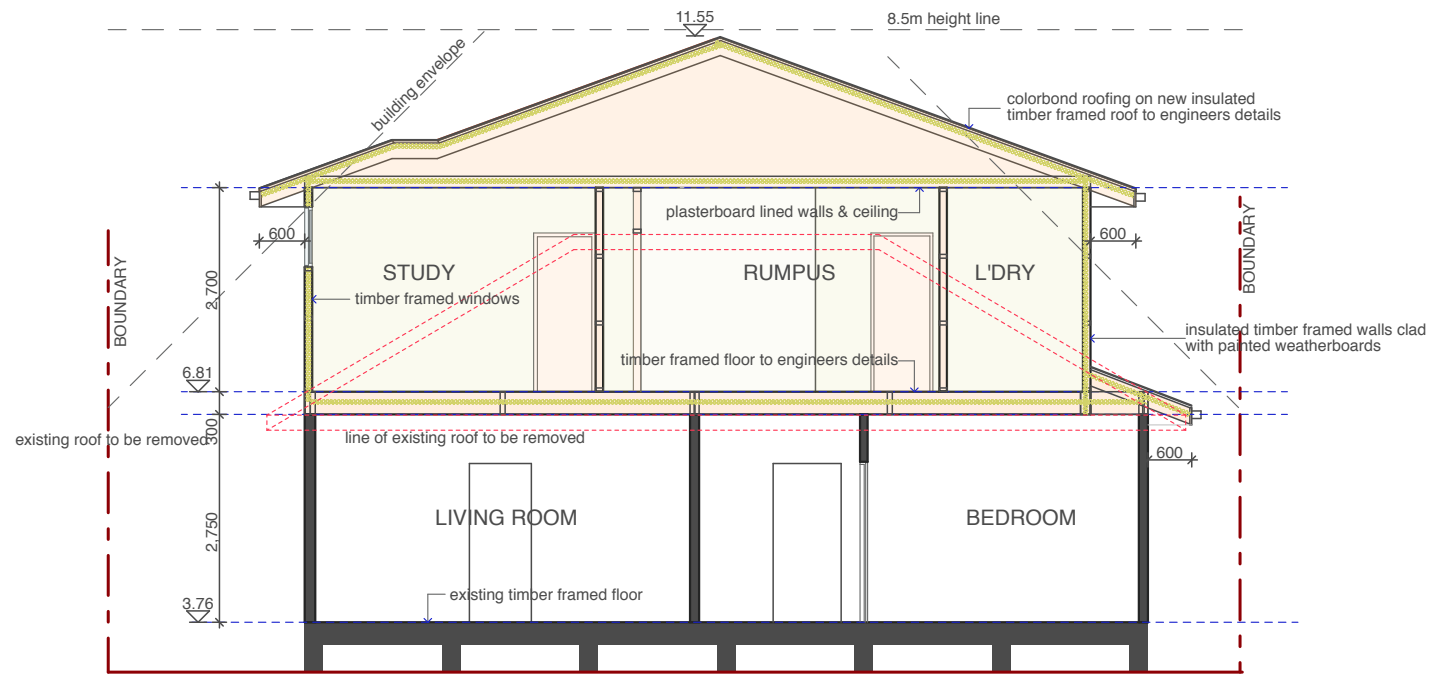 11.55
8.5m height line
building envelope
colorbond roofing on new insulated
timber framed roof to engineers details
plasterboard lined walls & ceiling
600
600
BOUNDARY
BOUNDARY
STUDY
RUMPUS
L'DRY
2,700
timber framed windows
insulated timber framed walls clad
with painted weatherboards
timber framed floor to engineers details
6.81
300
existing roof to be removed
line of existing roof to be removed
600
LIVING ROOM
BEDROOM
2,750
existing timber framed floor
3.76